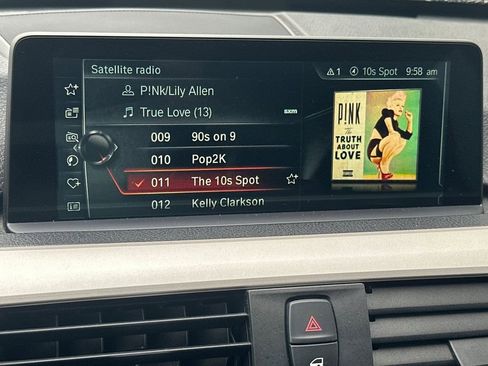 Satellite radio
1 10s Spot 9:58 am
P!Nk/Lily Allen
True Love (13)
sxm
009 90s on 9
010 Pop2K
011 The 10s Spot
012 Kelly Clarkson
P!NK
The
TRUTH
ABOUT
LOVE